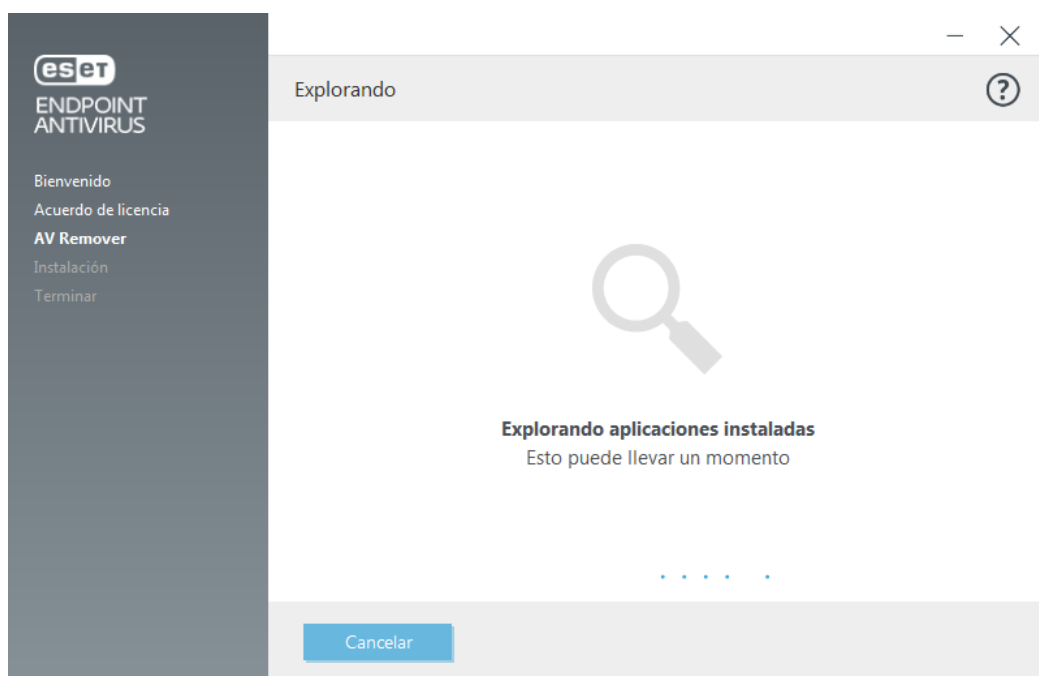 eset
ENDPOINT
ANTIVIRUS
Bienvenido
Acuerdo de licencia
AV Remover
Instalación
Terminar
Explorando
?
Explorando aplicaciones instaladas
Esto puede llevar un momento
Cancelar